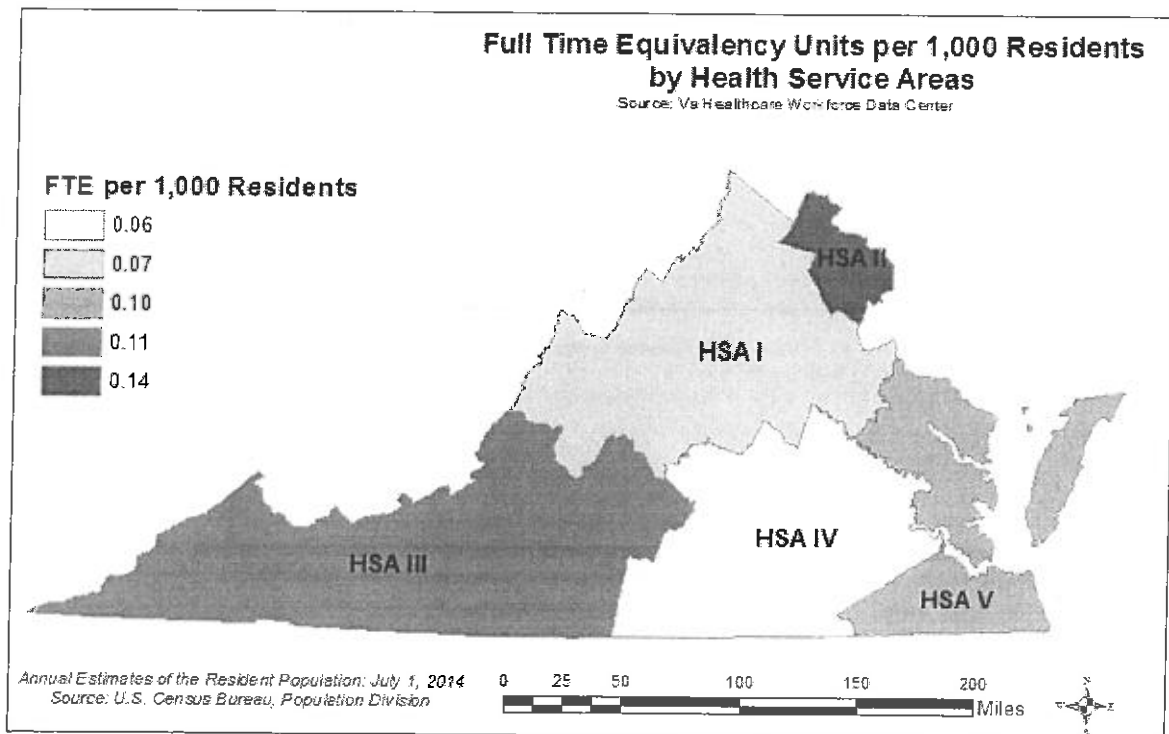 Full Time Equivalency Units per 1,000 Residents
by Health Service Areas
Source: Va Healthcare Workforce Data Center
FTE per 1,000 Residents
0.06
0.07
0.10
0.11
0.14
HSA II
HSA I
HSA IV
HSA III
HSA V
Annual Estimates of the Resident Population: July 1, 2014
Source: U.S. Census Bureau, Population Division
0 25 50 100 150 200
Miles
N
E
S